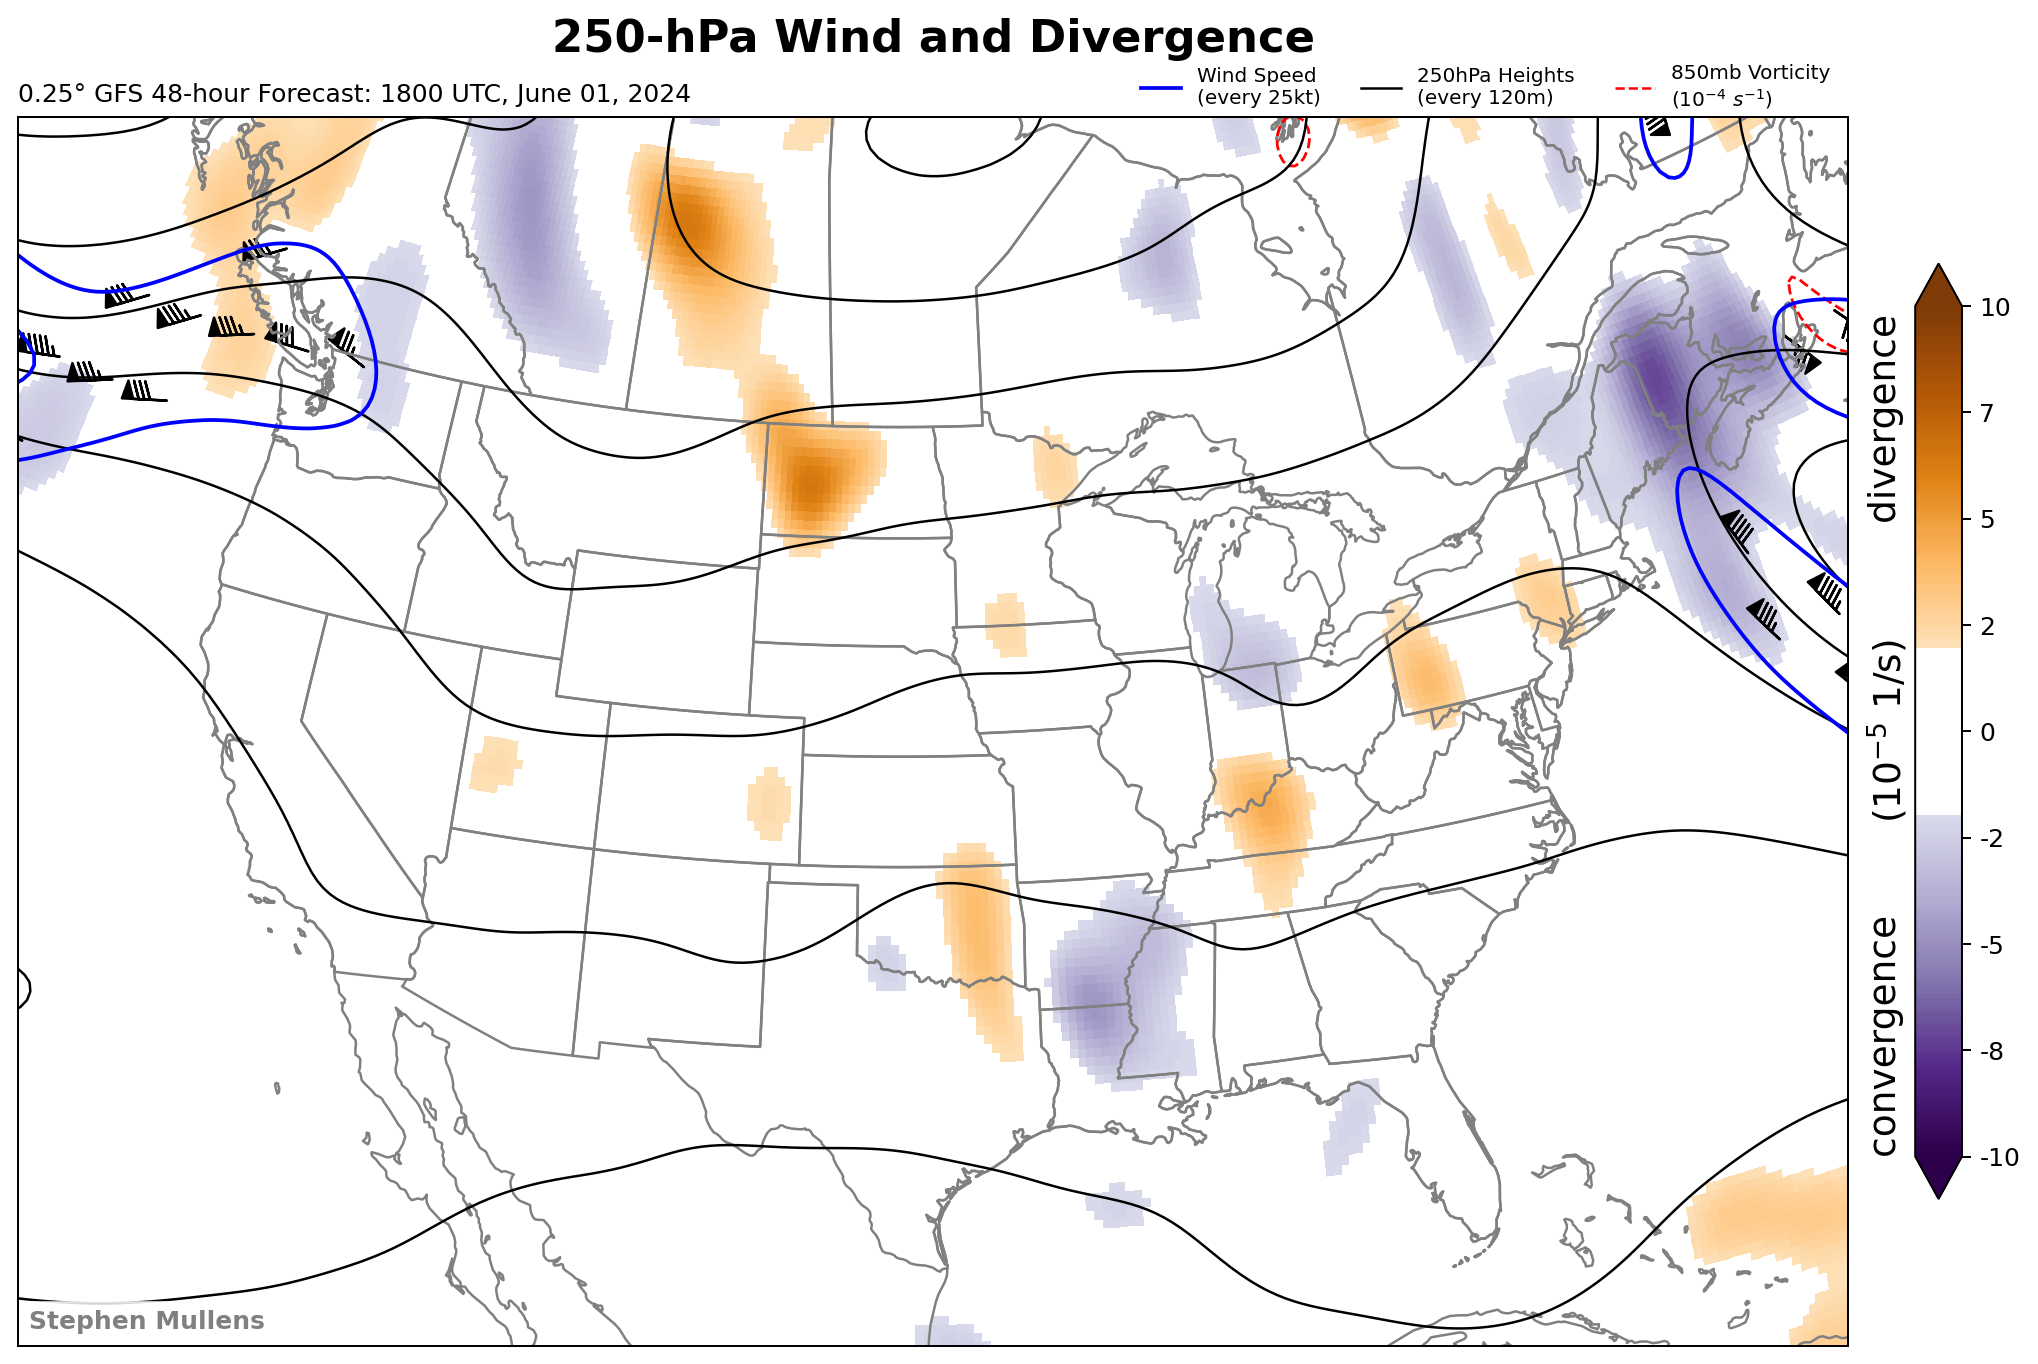 250-hPa Wind and Divergence
0.25° GFS 48-hour Forecast: 1800 UTC, June 01, 2024
Wind Speed
(every 25kt)
250hPa Heights
(every 120m)
850mb Vorticity
(10⁻⁴ s⁻¹)
10
7
5
2
0
-2
-5
-8
-10
convergence (10⁻⁵ 1/s) divergence
Stephen Mullens